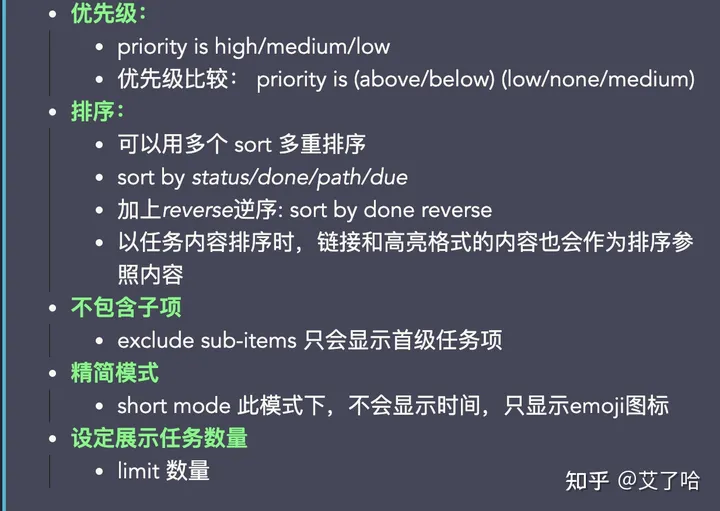 优先级：
priority is high/medium/low
优先级比较： priority is (above/below) (low/none/medium)
排序：
可以用多个 sort 多重排序
sort by status/done/path/due
加上reverse逆序: sort by done reverse
以任务内容排序时，链接和高亮格式的内容也会作为排序参
照内容
不包含子项
exclude sub-items 只会显示首级任务项
精简模式
short mode 此模式下，不会显示时间，只显示emoji图标
设定展示任务数量
limit 数量
知乎 @艾了哈